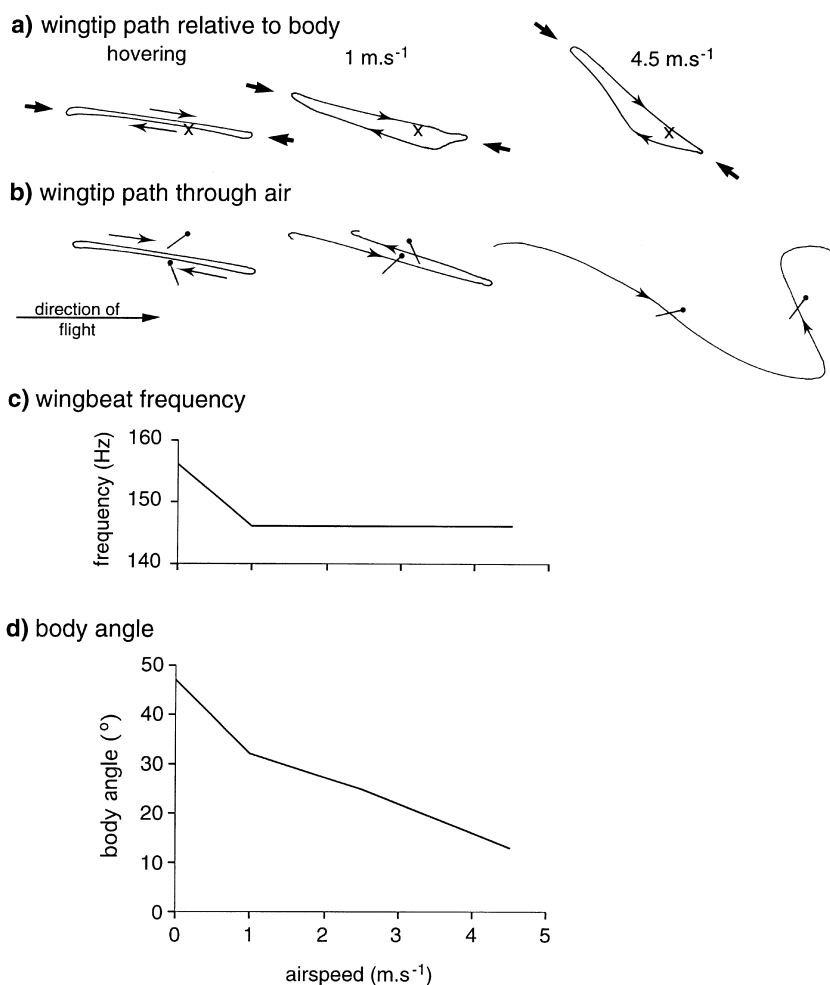 a) wingtip path relative to body
hovering
1 m.s-1
4.5 m.s-1
X
X
X
b) wingtip path through air
direction of
flight
c) wingbeat frequency
frequency (Hz)
160
150
140
d) body angle
body angle (°)
50
40
30
20
10
0
0 1 2 3 4 5
airspeed (m.s-1)